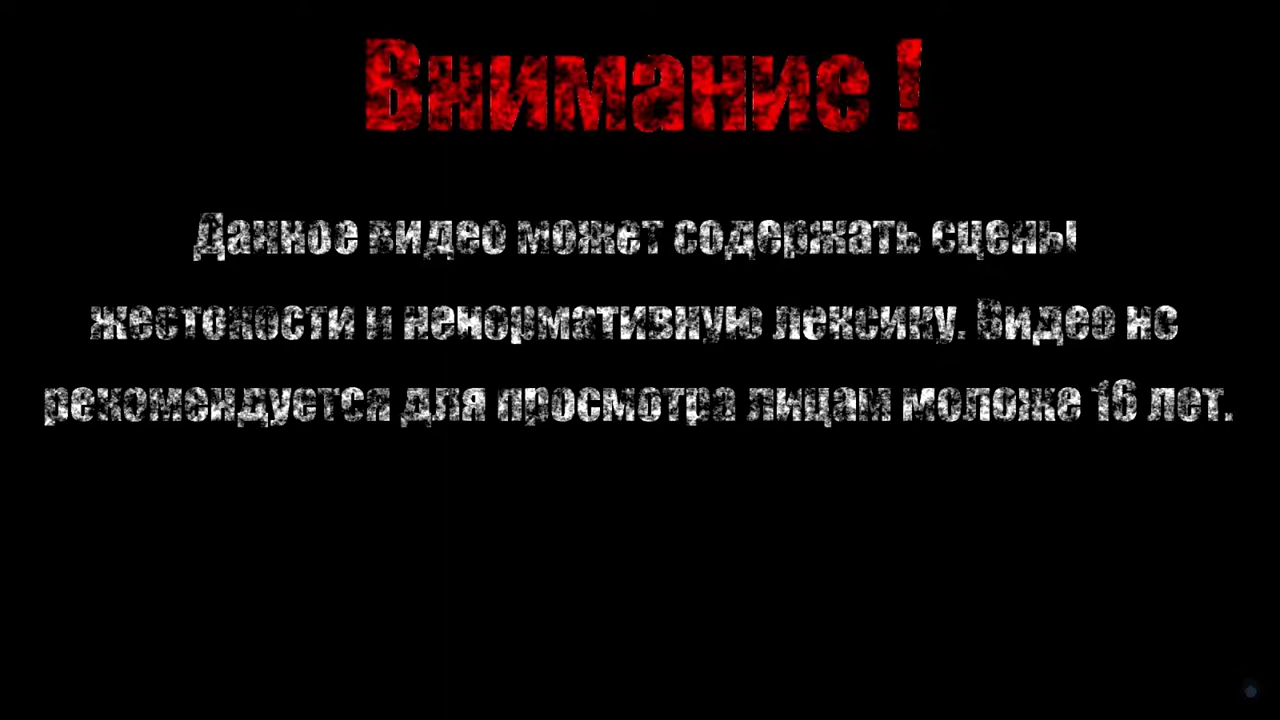 Внимание !
Данное видео может содержать сцены
жестокости и ненормативную лексику. Видео не
рекомендуется для просмотра лицам моложе 16 лет.